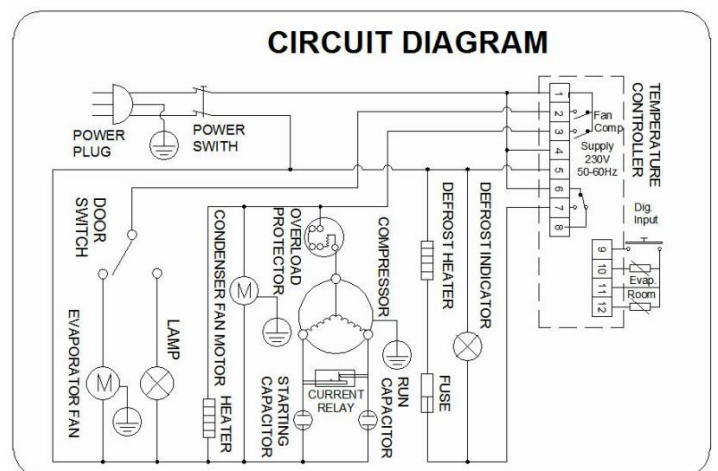 CIRCUIT DIAGRAM
POWER
PLUG
POWER
SWITH
TEMPERATURE
CONTROLLER
1
2
3
4
5
6
7
8
Fan
Comp
Supply
230V
50-60Hz
Dig.
Input
9
10
11
12
Evap.
Room
DOOR
SWITCH
EVAPORATOR FAN
M
LAMP
CONDENSER FAN MOTOR
HEATER
M
OVERLOAD
PROTECTOR
COMPRESSOR
STARTING
CAPACITOR
CURRENT
RELAY
RUN
CAPACITOR
DEFROST HEATER
FUSE
DEFROST INDICATOR